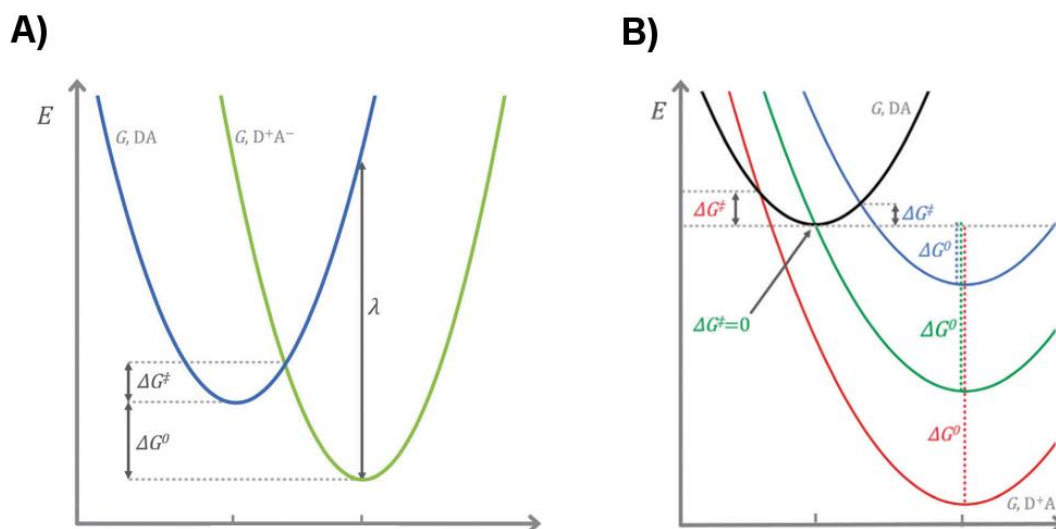 A)
E
G, DA
G, D⁺A⁻
λ
ΔG‡
ΔG⁰
B)
E
G, DA
ΔG‡
ΔG‡
ΔG⁰
ΔG‡=0
ΔG⁰
ΔG⁰
G, D⁺A